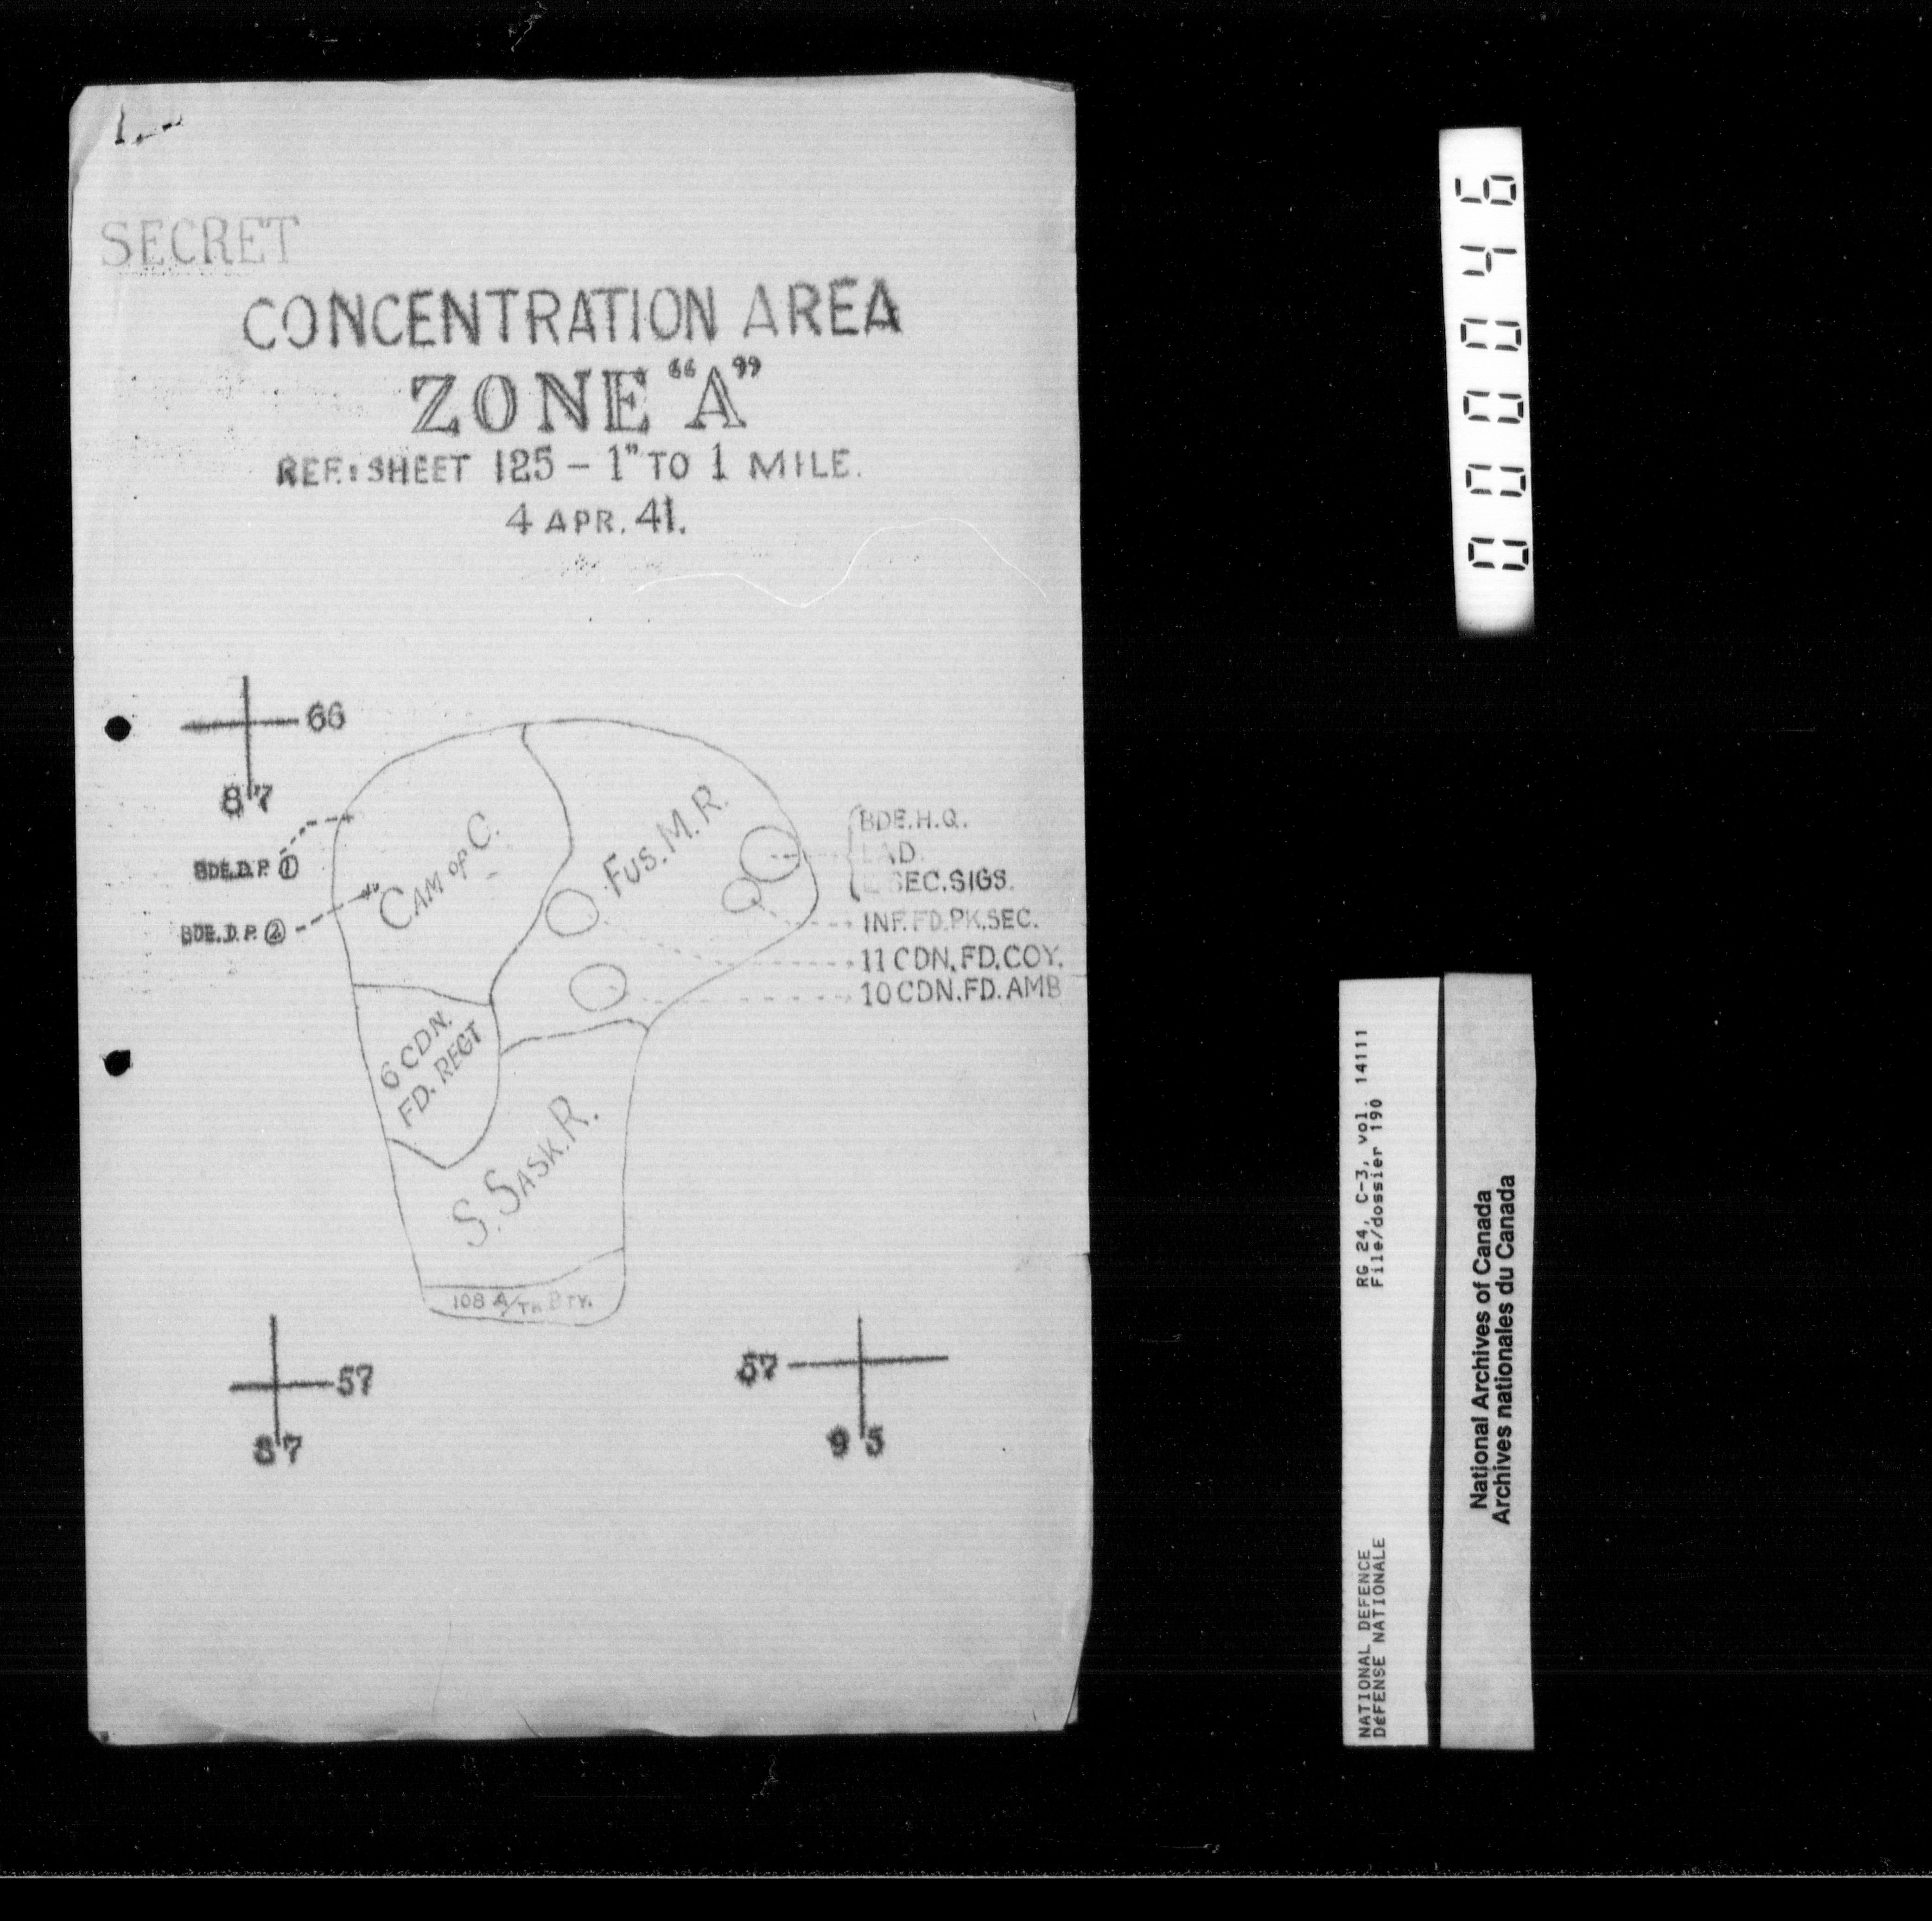 SECRET
CONCENTRATION AREA
ZONE "A"
REF: SHEET 125 – 1" TO 1 MILE.
4 APR. 41.
66
87
BDE. D.P. 1
BDE. D.P. 2
CAM OF C.
FUS. M. R.
BDE. H.Q.
LAD.
E SEC. SIGS.
INF. FD. PK. SEC.
11 CDN. FD. COY.
10 CDN. FD. AMB
6 CDN.
FD. REGT
S. SASK. R.
108 A/TK. BTY.
57
87
57
95
000046
RG 24, C-3, vol. 14111
File/dossier 190
NATIONAL DEFENCE
DÉFENSE NATIONALE
National Archives of Canada
Archives nationales du Canada